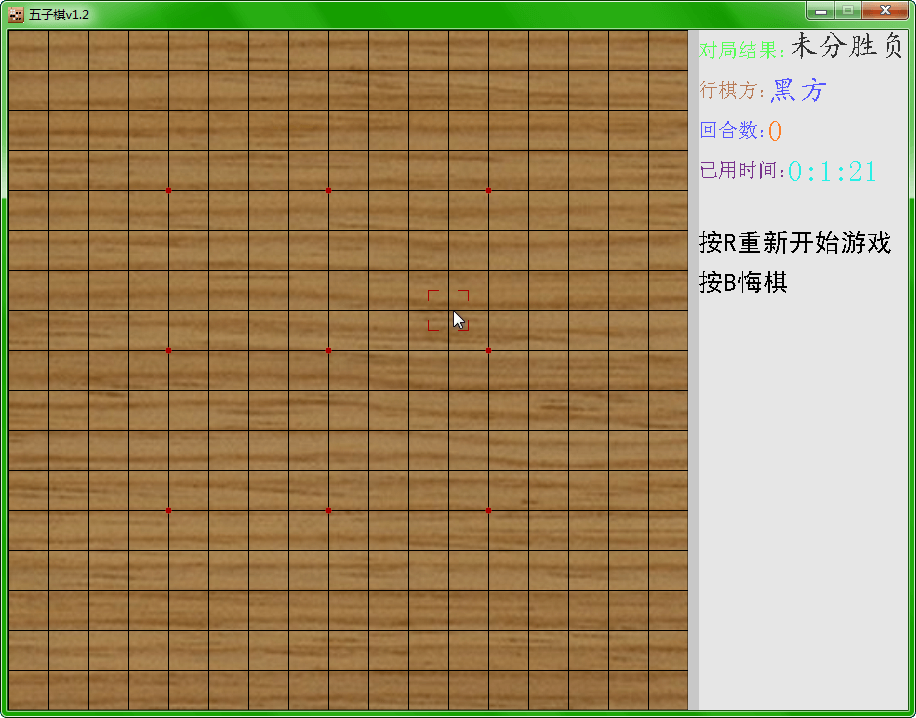 五子棋v1.2
对局结果:未分胜负
行棋方:黑方
回合数:0
已用时间:0:1:21
按R重新开始游戏
按B悔棋